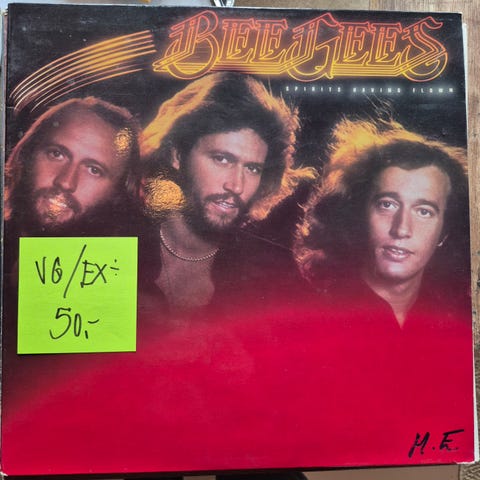 BEE GEES
SPIRITS HAVING FLOWN
VG/EX÷
50,-
M.E.